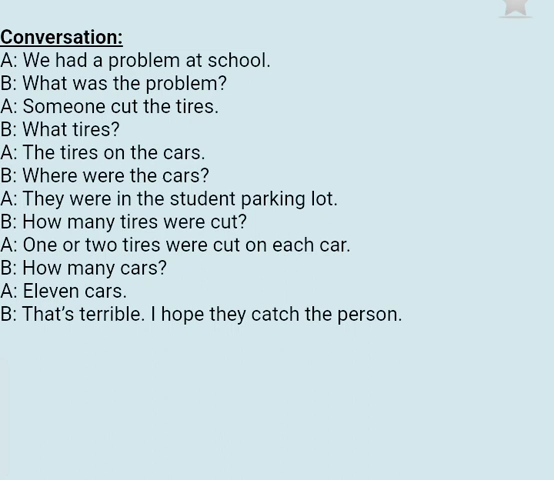 Conversation:
A: We had a problem at school.
B: What was the problem?
A: Someone cut the tires.
B: What tires?
A: The tires on the cars.
B: Where were the cars?
A: They were in the student parking lot.
B: How many tires were cut?
A: One or two tires were cut on each car.
B: How many cars?
A: Eleven cars.
B: That’s terrible. I hope they catch the person.